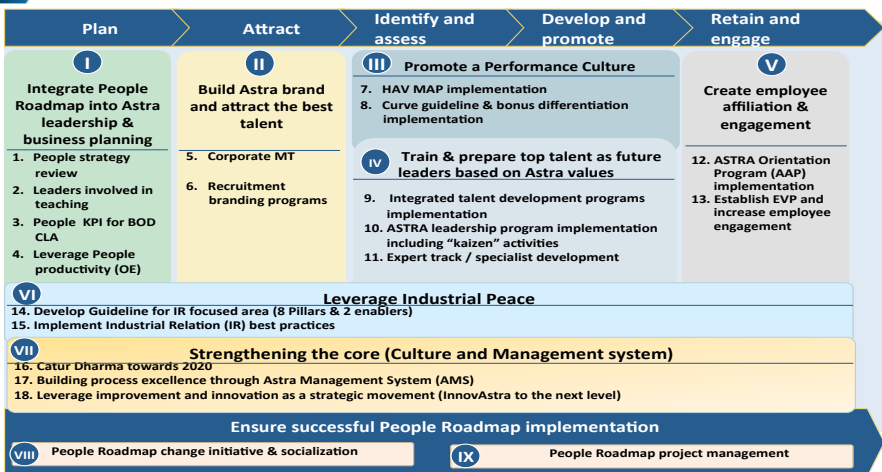 Plan
Attract
Identify and
assess
Develop and
promote
Retain and
engage
I
Integrate People
Roadmap into Astra
leadership &
business planning
1. People strategy
review
2. Leaders involved in
teaching
3. People KPI for BOD
CLA
4. Leverage People
productivity (OE)
II
Build Astra brand
and attract the best
talent
5. Corporate MT
6. Recruitment
branding programs
III
Promote a Performance Culture
7. HAV MAP implementation
8. Curve guideline & bonus differentiation
implementation
IV
Train & prepare top talent as future
leaders based on Astra values
9. Integrated talent development programs
implementation
10. ASTRA leadership program implementation
including “kaizen” activities
11. Expert track / specialist development
V
Create employee
affiliation &
engagement
12. ASTRA Orientation
Program (AAP)
implementation
13. Establish EVP and
increase employee
engagement
VI
Leverage Industrial Peace
14. Develop Guideline for IR focused area (8 Pillars & 2 enablers)
15. Implement Industrial Relation (IR) best practices
VII
Strengthening the core (Culture and Management system)
16. Catur Dharma towards 2020
17. Building process excellence through Astra Management System (AMS)
18. Leverage improvement and innovation as a strategic movement (InnovAstra to the next level)
Ensure successful People Roadmap implementation
VIII
People Roadmap change initiative & socialization
IX
People Roadmap project management